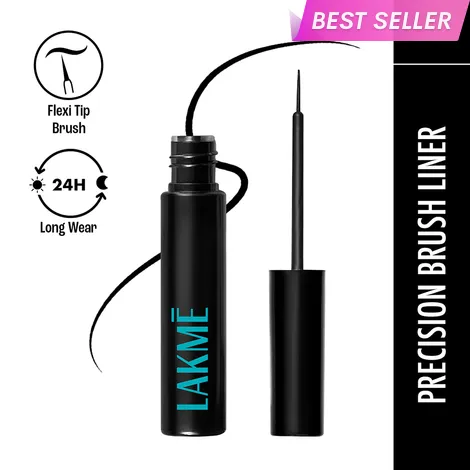 BEST SELLER
Flexi Tip
Brush
24H
Long Wear
LAKMĒ
PRECISION BRUSH LINER